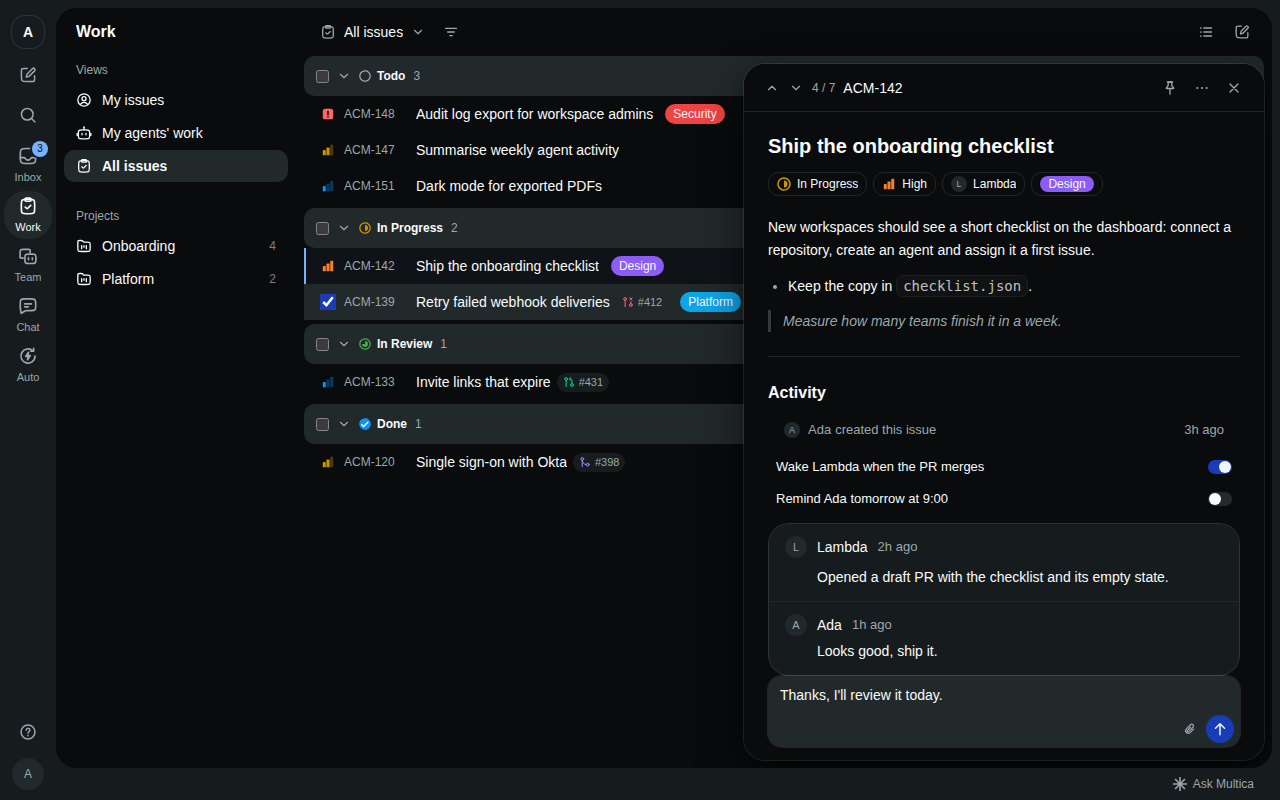 A
3
Inbox
Work
Team
Chat
Auto
A
Work
Views
My issues
My agents' work
All issues
Projects
Onboarding 4
Platform 2
All issues
Todo 3
ACM-148 Audit log export for workspace admins Security
ACM-147 Summarise weekly agent activity
ACM-151 Dark mode for exported PDFs
In Progress 2
ACM-142 Ship the onboarding checklist Design
ACM-139 Retry failed webhook deliveries #412 Platform
In Review 1
ACM-133 Invite links that expire #431
Done 1
ACM-120 Single sign-on with Okta #398
4 / 7 ACM-142
Ship the onboarding checklist
In Progress High L Lambda Design
New workspaces should see a short checklist on the dashboard: connect a
repository, create an agent and assign it a first issue.
• Keep the copy in checklist.json.
Measure how many teams finish it in a week.
Activity
A Ada created this issue 3h ago
Wake Lambda when the PR merges
Remind Ada tomorrow at 9:00
L Lambda 2h ago
Opened a draft PR with the checklist and its empty state.
A Ada 1h ago
Looks good, ship it.
Thanks, I'll review it today.
Ask Multica